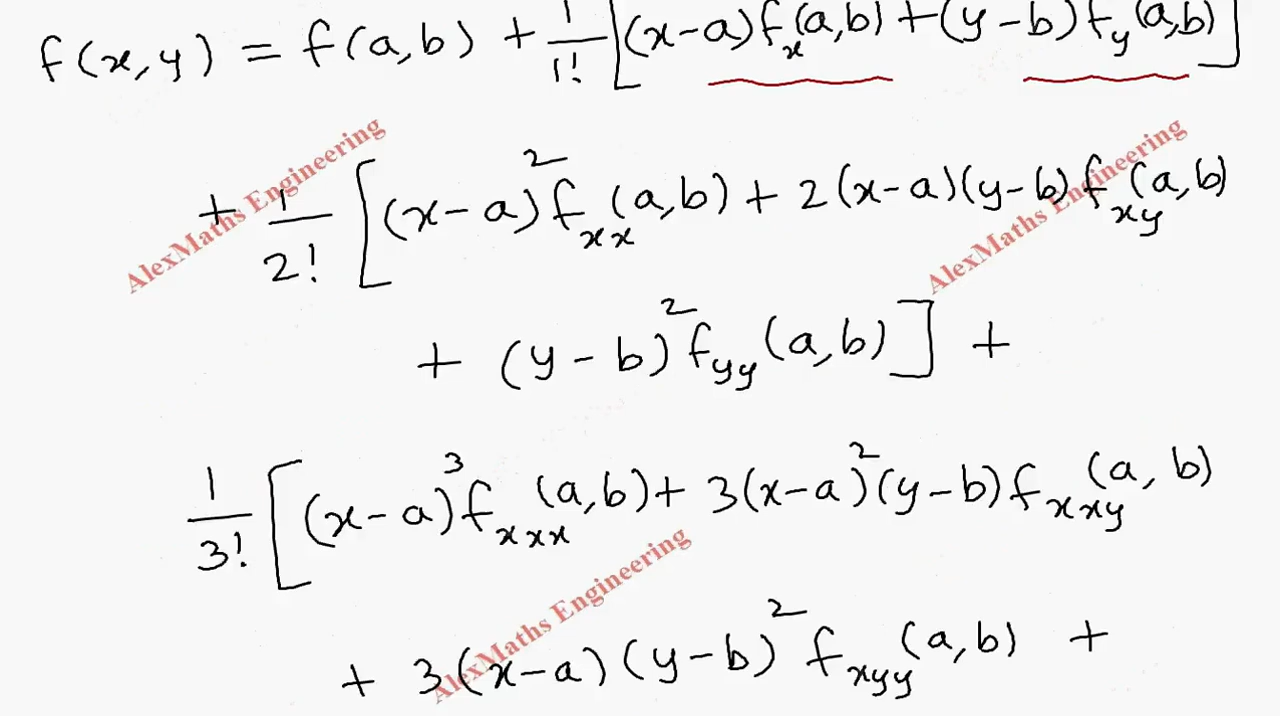 f(x,y) = f(a,b) + 1/1! [(x-a)f_x(a,b) + (y-b)f_y(a,b)]
+ 1/2! [(x-a)^2 f_xx(a,b) + 2(x-a)(y-b)f_xy(a,b)
+ (y-b)^2 f_yy(a,b)] +
1/3! [(x-a)^3 f_xxx(a,b) + 3(x-a)^2(y-b)f_xxy(a,b)
+ 3(x-a)(y-b)^2 f_xyy(a,b) +
AlexMaths Engineering
AlexMaths Engineering
AlexMaths Engineering